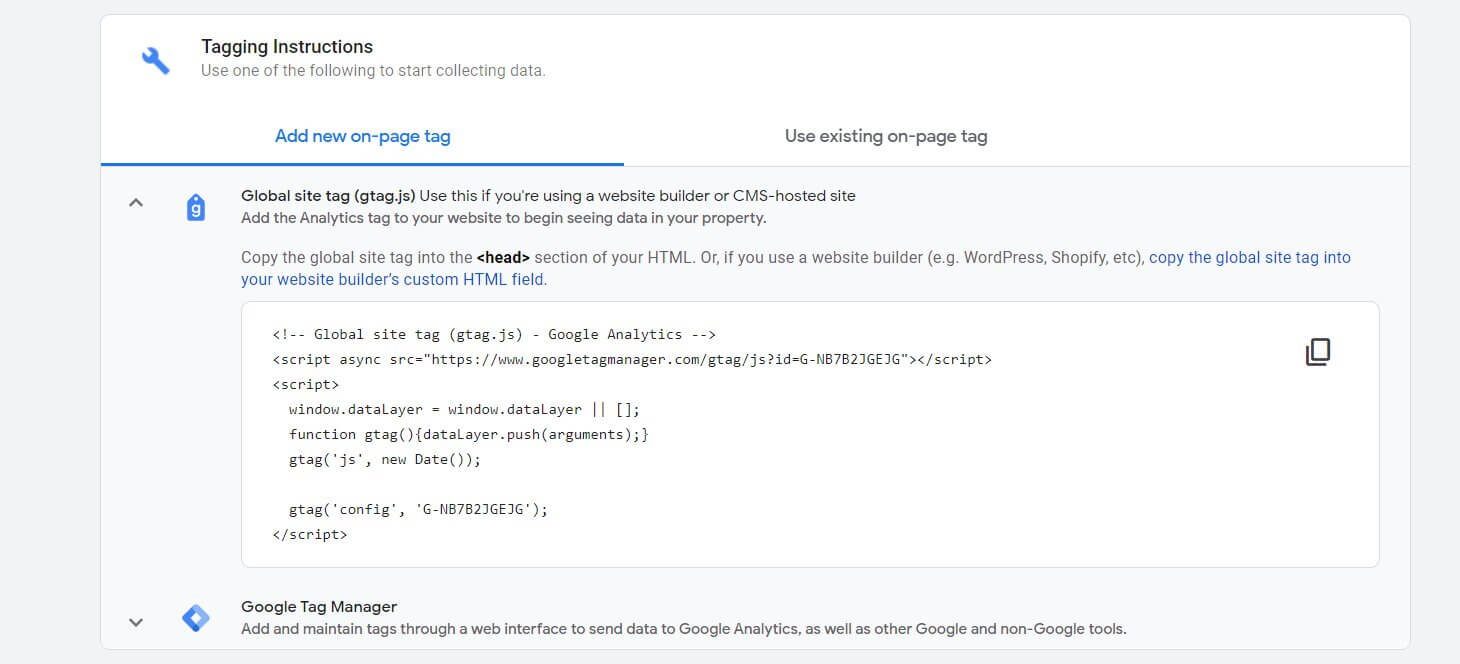 Tagging Instructions
Use one of the following to start collecting data.
Add new on-page tag
Use existing on-page tag
g
Global site tag (gtag.js) Use this if you're using a website builder or CMS-hosted site
Add the Analytics tag to your website to begin seeing data in your property.
Copy the global site tag into the <head> section of your HTML. Or, if you use a website builder (e.g. WordPress, Shopify, etc), copy the global site tag into
your website builder's custom HTML field.
<!-- Global site tag (gtag.js) - Google Analytics -->
<script async src="https://www.googletagmanager.com/gtag/js?id=G-NB7B2JGEJG"></script>
<script>
  window.dataLayer = window.dataLayer || [];
  function gtag(){dataLayer.push(arguments);}
  gtag('js', new Date());

  gtag('config', 'G-NB7B2JGEJG');
</script>
Google Tag Manager
Add and maintain tags through a web interface to send data to Google Analytics, as well as other Google and non-Google tools.